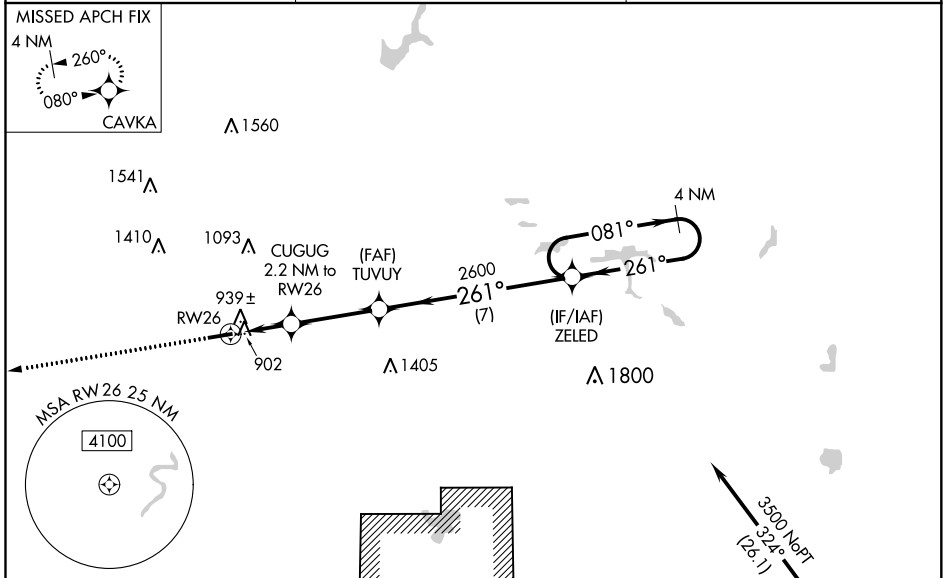 MISSED APCH FIX
4 NM
260°
080°
CAVKA
1560
1541
1410
1093
CUGUG
2.2 NM to
RW26
(FAF)
TUVUY
2600
261°
(7)
4 NM
081°
261°
(IF/IAF)
ZELED
939±
RW26
902
1405
1800
MSA RW 26 25 NM
4100
3500 NoPT
324°
(26.1)